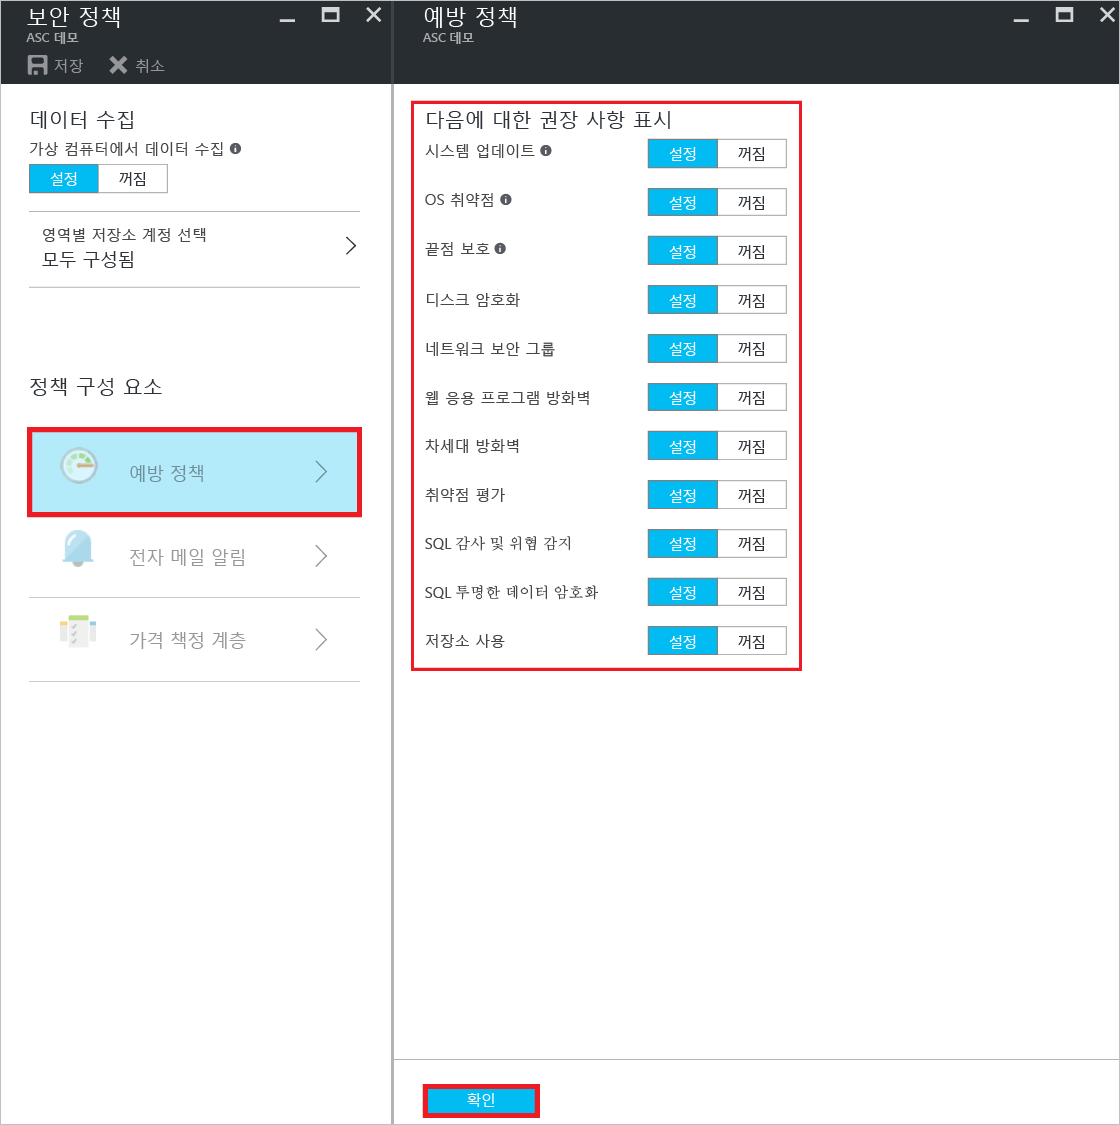 보안 정책
ASC 데모
저장 취소
데이터 수집
가상 컴퓨터에서 데이터 수집
설정 꺼짐
영역별 저장소 계정 선택
모두 구성됨
정책 구성 요소
예방 정책
전자 메일 알림
가격 책정 계층
예방 정책
ASC 데모
다음에 대한 권장 사항 표시
시스템 업데이트 설정 꺼짐
OS 취약점 설정 꺼짐
끝점 보호 설정 꺼짐
디스크 암호화 설정 꺼짐
네트워크 보안 그룹 설정 꺼짐
웹 응용 프로그램 방화벽 설정 꺼짐
차세대 방화벽 설정 꺼짐
취약점 평가 설정 꺼짐
SQL 감사 및 위협 감지 설정 꺼짐
SQL 투명한 데이터 암호화 설정 꺼짐
저장소 사용 설정 꺼짐
확인